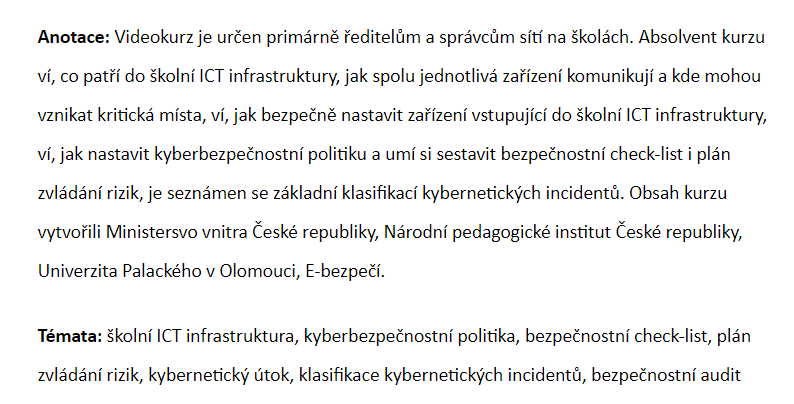 Anotace: Videokurz je určen primárně ředitelům a správcům sítí na školách. Absolvent kurzu
ví, co patří do školní ICT infrastruktury, jak spolu jednotlivá zařízení komunikují a kde mohou
vznikat kritická místa, ví, jak bezpečně nastavit zařízení vstupující do školní ICT infrastruktury,
ví, jak nastavit kyberbezpečnostní politiku a umí si sestavit bezpečnostní check-list i plán
zvládání rizik, je seznámen se základní klasifikací kybernetických incidentů. Obsah kurzu
vytvořili Ministersvo vnitra České republiky, Národní pedagogické institut České republiky,
Univerzita Palackého v Olomouci, E-bezpečí.
Témata: školní ICT infrastruktura, kyberbezpečnostní politika, bezpečnostní check-list, plán
zvládání rizik, kybernetický útok, klasifikace kybernetických incidentů, bezpečnostní audit